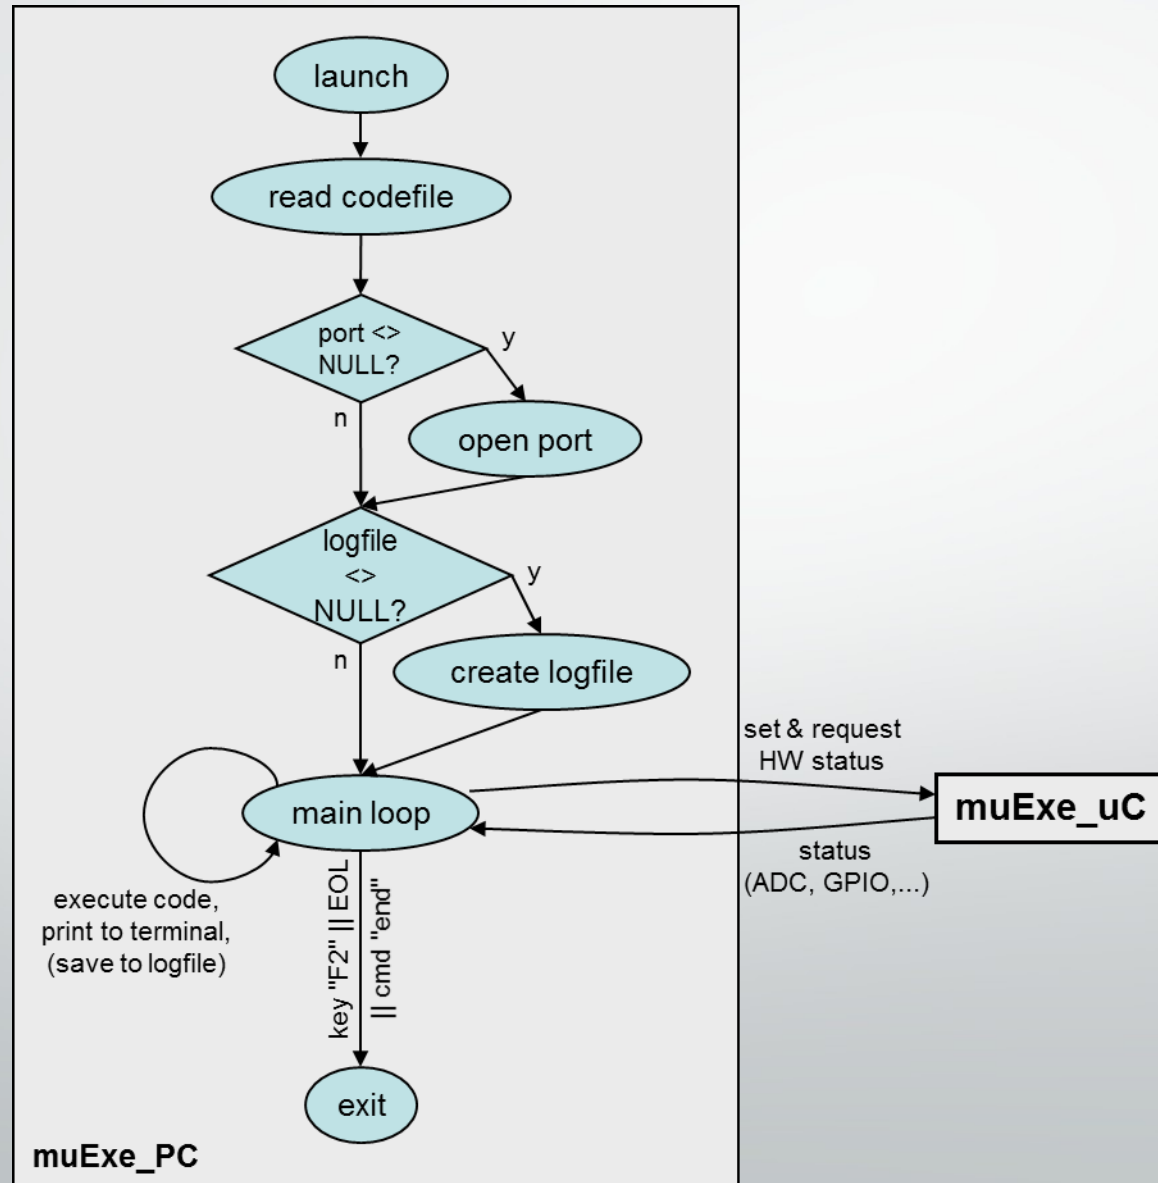 launch
read codefile
port <>
NULL?
y
n
open port
logfile
<>
NULL?
y
n
create logfile
set & request
HW status
main loop
muExe_uC
status
(ADC, GPIO,...)
execute code,
print to terminal,
(save to logfile)
key "F2" || EOL
|| cmd "end"
exit
muExe_PC